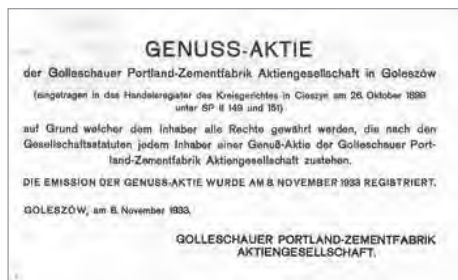 GENUSS-AKTIE
der Golleschauer Portland-Zementfabrik Aktiengesellschaft in Goleszów
(eingetragen in das Handelsregister des Kreisgerichtes in Cieszyn am 26. Oktober 1899
unter SP II 149 und 151)
auf Grund welcher dem Inhaber alle Rechte gewährt werden, die nach den
Gesellschaftsstatuten jedem Inhaber einer Genuß-Aktie der Golleschauer Port-
land-Zementfabrik Aktiengesellschaft zustehen.
DIE EMISSION DER GENUSS-AKTIE WURDE AM 8. NOVEMBER 1933 REGISTRIERT.
GOLESZÓW, am 8. November 1933.
GOLLESCHAUER PORTLAND-ZEMENTFABRIK
AKTIENGESELLSCHAFT.